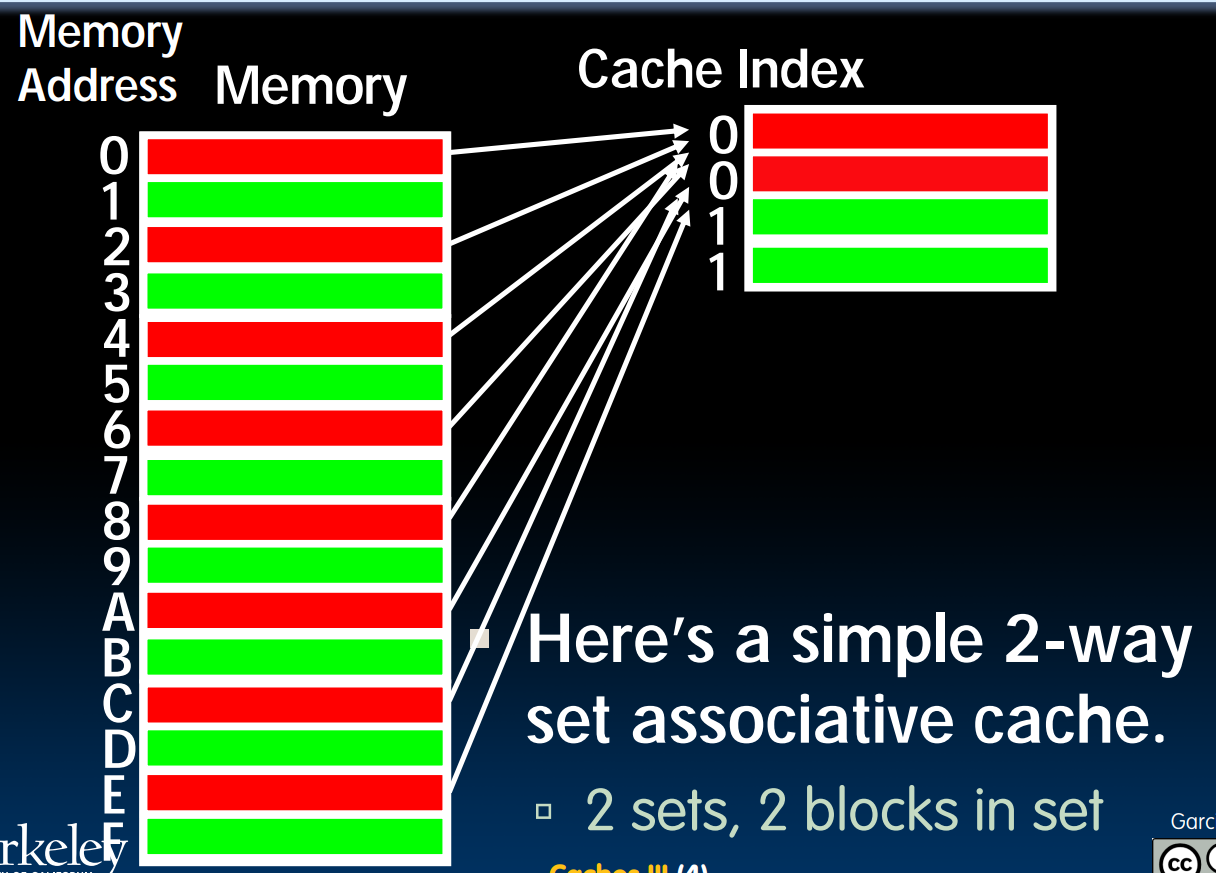 Memory
Address
Memory
Cache Index
0
1
2
3
4
5
6
7
8
9
A
B
C
D
E
F
0
0
1
1
Here's a simple 2-way
set associative cache.
2 sets, 2 blocks in set
Garc
rkeley
Caches III (4)
cc